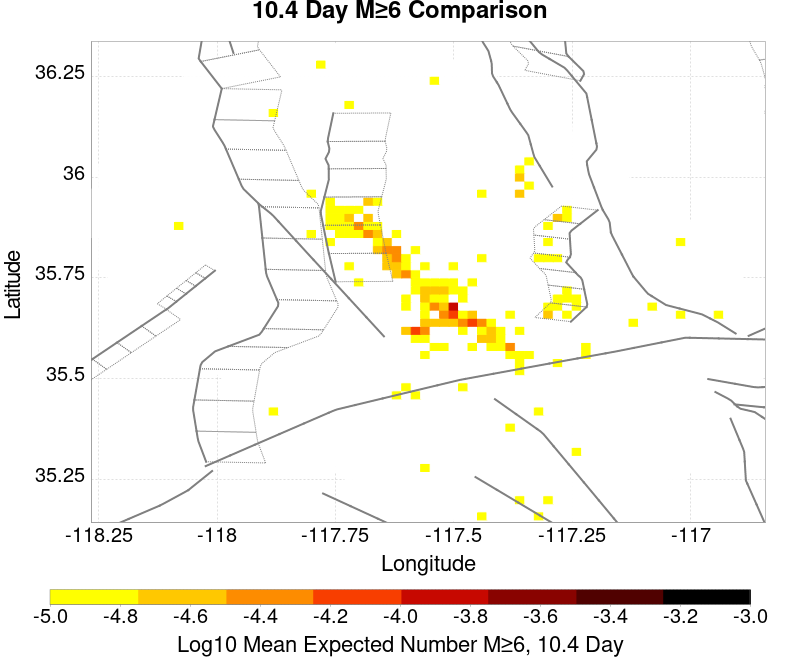 10.4 Day M≥6 Comparison
36.25
36
35.75
35.5
35.25
Latitude
-118.25 -118 -117.75 -117.5 -117.25 -117
Longitude
-5.0 -4.8 -4.6 -4.4 -4.2 -4.0 -3.8 -3.6 -3.4 -3.2 -3.0
Log10 Mean Expected Number M≥6, 10.4 Day